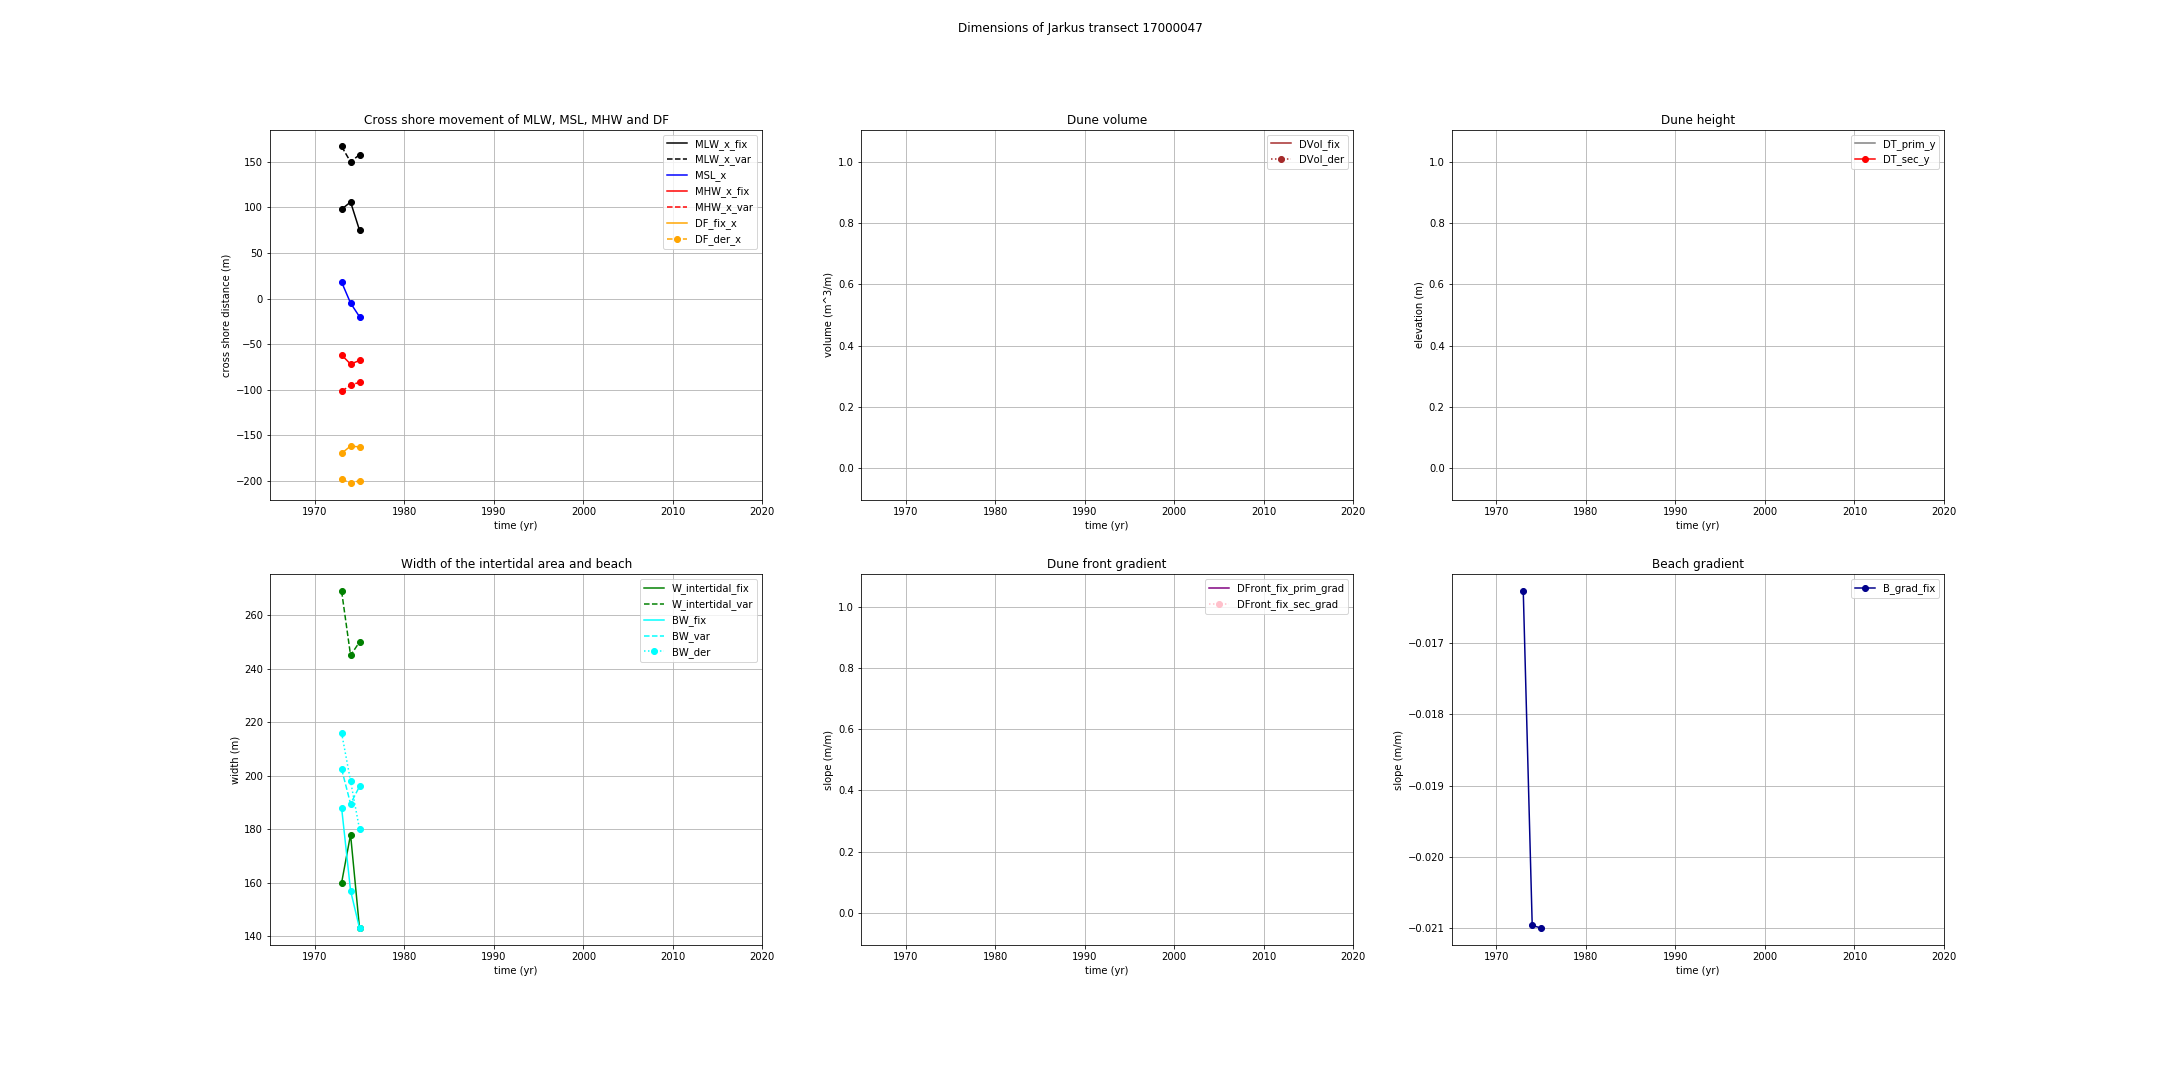 Dimensions of Jarkus transect 17000047
Cross shore movement of MLW, MSL, MHW and DF
cross shore distance (m)
150
100
50
0
−50
−100
−150
−200
MLW_x_fix
MLW_x_var
MSL_x
MHW_x_fix
MHW_x_var
DF_fix_x
DF_der_x
1970 1980 1990 2000 2010 2020
time (yr)
Dune volume
volume (m^3/m)
1.0
0.8
0.6
0.4
0.2
0.0
DVol_fix
DVol_der
1970 1980 1990 2000 2010 2020
time (yr)
Dune height
elevation (m)
1.0
0.8
0.6
0.4
0.2
0.0
DT_prim_y
DT_sec_y
1970 1980 1990 2000 2010 2020
time (yr)
Width of the intertidal area and beach
width (m)
260
240
220
200
180
160
140
W_intertidal_fix
W_intertidal_var
BW_fix
BW_var
BW_der
1970 1980 1990 2000 2010 2020
time (yr)
Dune front gradient
slope (m/m)
1.0
0.8
0.6
0.4
0.2
0.0
DFront_fix_prim_grad
DFront_fix_sec_grad
1970 1980 1990 2000 2010 2020
time (yr)
Beach gradient
slope (m/m)
−0.017
−0.018
−0.019
−0.020
−0.021
B_grad_fix
1970 1980 1990 2000 2010 2020
time (yr)